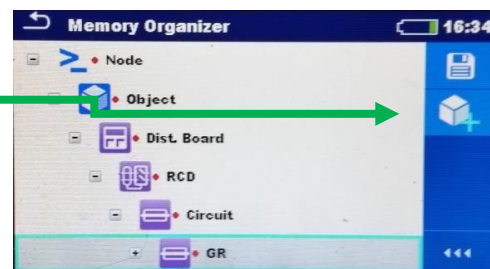 Memory Organizer 16:34
Node
Object
Dist. Board
RCD
Circuit
GR